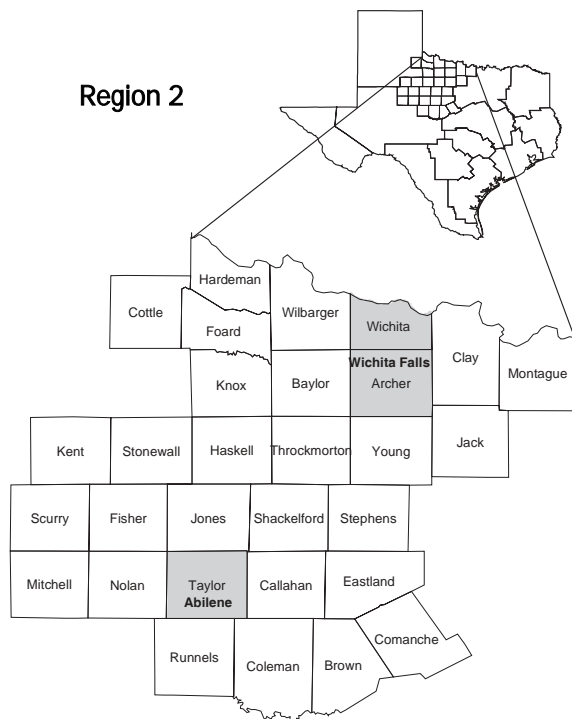 Region 2
Hardeman
Cottle
Wilbarger
Wichita
Foard
Clay
Wichita Falls
Montague
Knox
Baylor
Archer
Kent
Stonewall
Haskell
Throckmorton
Young
Jack
Scurry
Fisher
Jones
Shackelford
Stephens
Mitchell
Nolan
Taylor
Abilene
Callahan
Eastland
Comanche
Runnels
Coleman
Brown